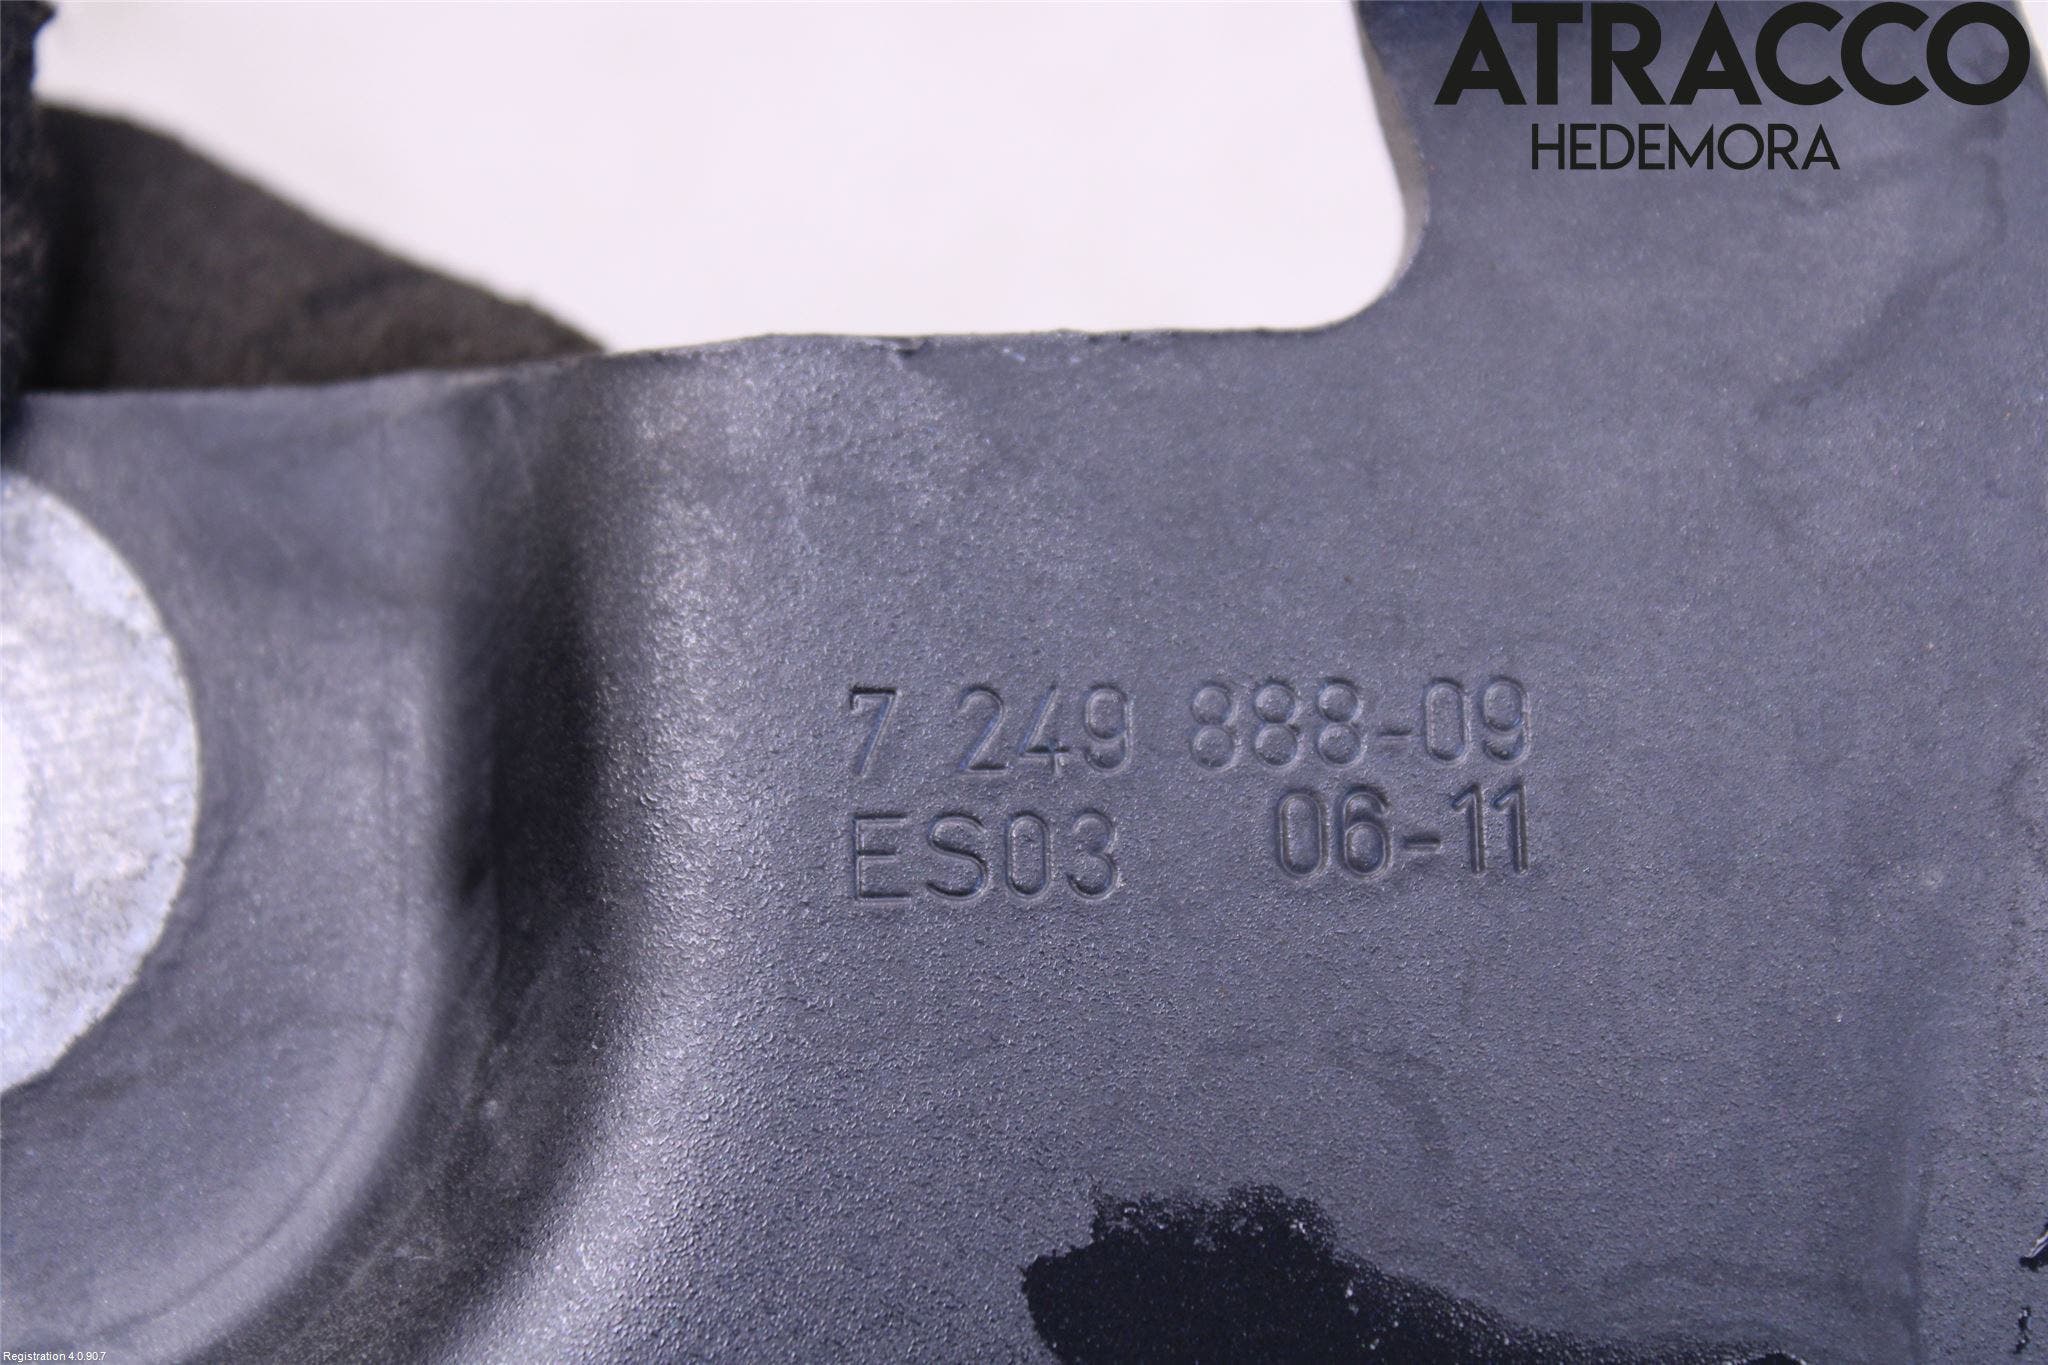 ATRACCO
HEDEMORA
7 249 888-09
ES03 06-11
Registration 4.0.90.7